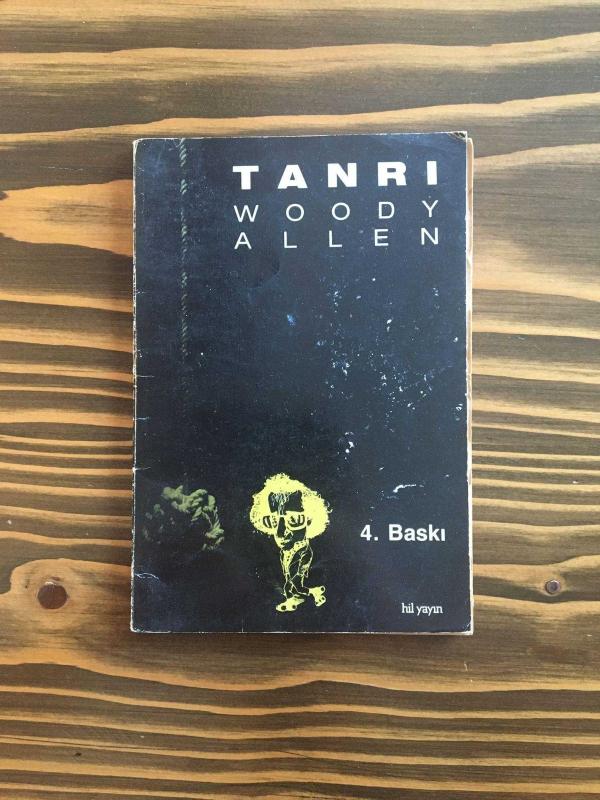 TANRI
WOODY
ALLEN
4. Baskı
hil yayın